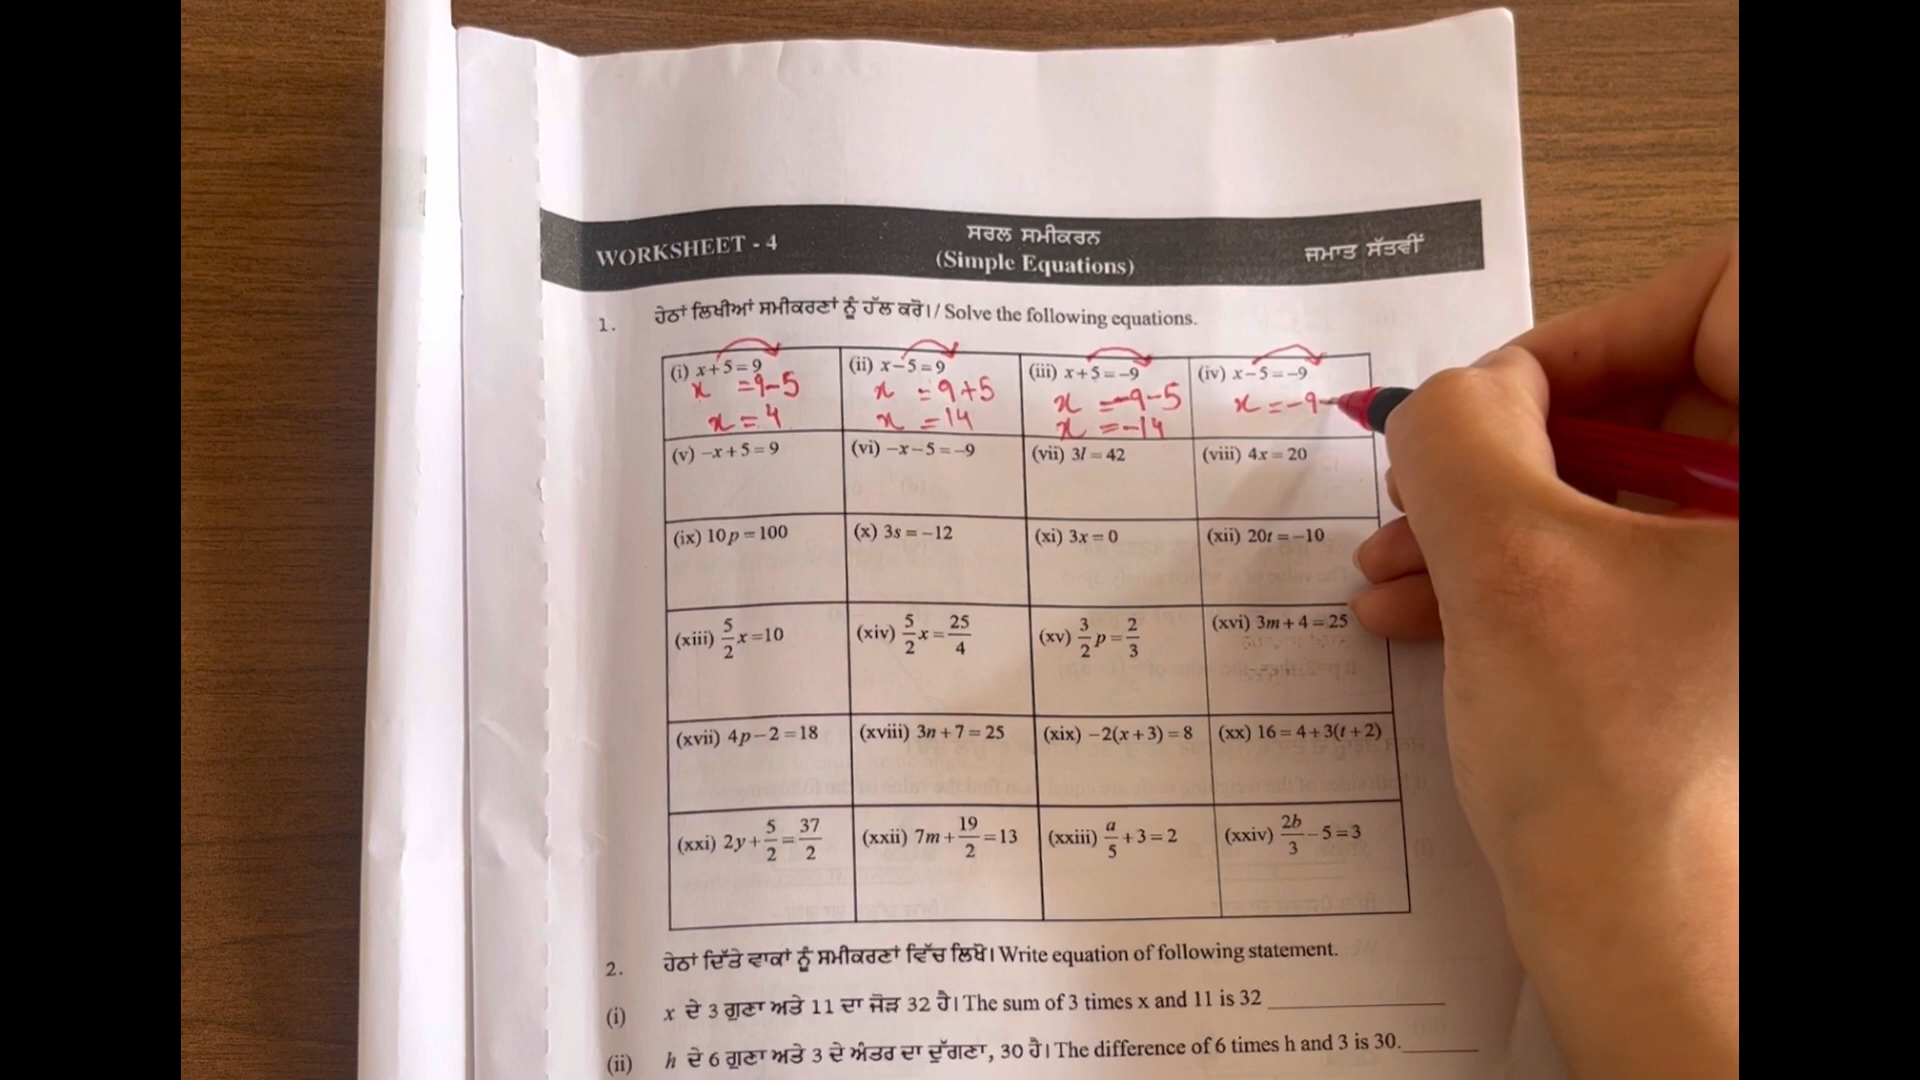 WORKSHEET - 4
ਸਰਲ ਸਮੀਕਰਨ
(Simple Equations)
ਜਮਾਤ ਸੱਤਵੀਂ
1. ਹੇਠਾਂ ਲਿਖੀਆਂ ਸਮੀਕਰਣਾਂ ਨੂੰ ਹੱਲ ਕਰੋ। / Solve the following equations.
(i) x + 5 = 9
x = 9 - 5
x = 4
(ii) x – 5 = 9
x = 9 + 5
x = 14
(iii) x + 5 = –9
x = -9 - 5
x = -14
(iv) x – 5 = –9
x = -9
(v) –x + 5 = 9
(vi) –x – 5 = –9
(vii) 3l = 42
(viii) 4x = 20
(ix) 10p = 100
(x) 3s = –12
(xi) 3x = 0
(xii) 20t = –10
(xiii) 5/2 x = 10
(xiv) 5/2 x = 25/4
(xv) 3/2 p = 2/3
(xvi) 3m + 4 = 25
(xvii) 4p – 2 = 18
(xviii) 3n + 7 = 25
(xix) –2(x + 3) = 8
(xx) 16 = 4 + 3(t + 2)
(xxi) 2y + 5/2 = 37/2
(xxii) 7m + 19/2 = 13
(xxiii) a/5 + 3 = 2
(xxiv) 2b/3 – 5 = 3
2. ਹੇਠਾਂ ਦਿੱਤੇ ਵਾਕਾਂ ਨੂੰ ਸਮੀਕਰਣਾਂ ਵਿੱਚ ਲਿਖੋ। Write equation of following statement.
(i) x ਦੇ 3 ਗੁਣਾ ਅਤੇ 11 ਦਾ ਜੋੜ 32 ਹੈ। The sum of 3 times x and 11 is 32
(ii) h ਦੇ 6 ਗੁਣਾ ਅਤੇ 3 ਦੇ ਅੰਤਰ ਦਾ ਦੁੱਗਣਾ, 30 ਹੈ। The difference of 6 times h and 3 is 30.